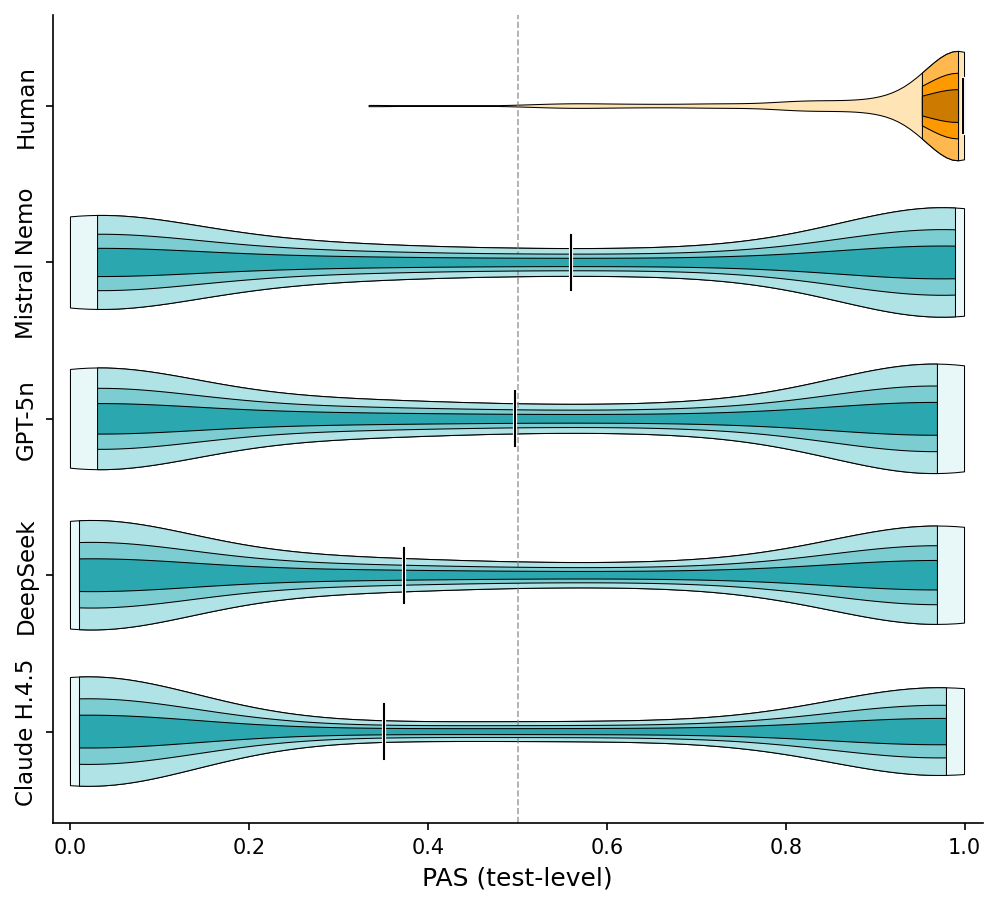 Human
Mistral Nemo
GPT-5n
DeepSeek
Claude H.4.5
0.0 0.2 0.4 0.6 0.8 1.0
PAS (test-level)